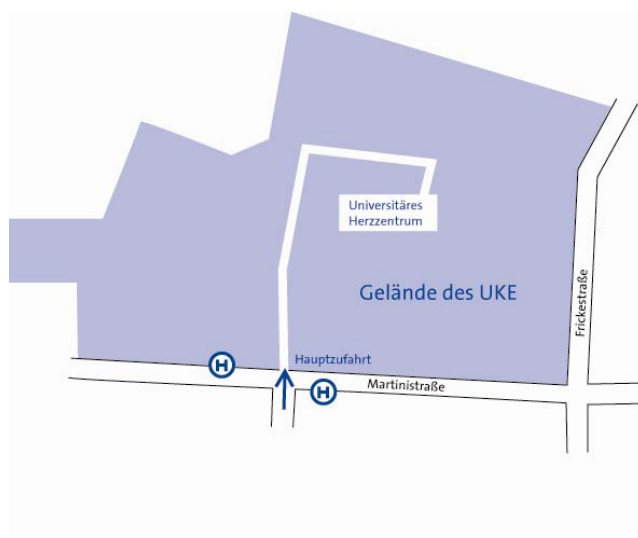 Universitäres
Herzzentrum
Gelände des UKE
Frickestraße
Hauptzufahrt
H
Martinistraße
H